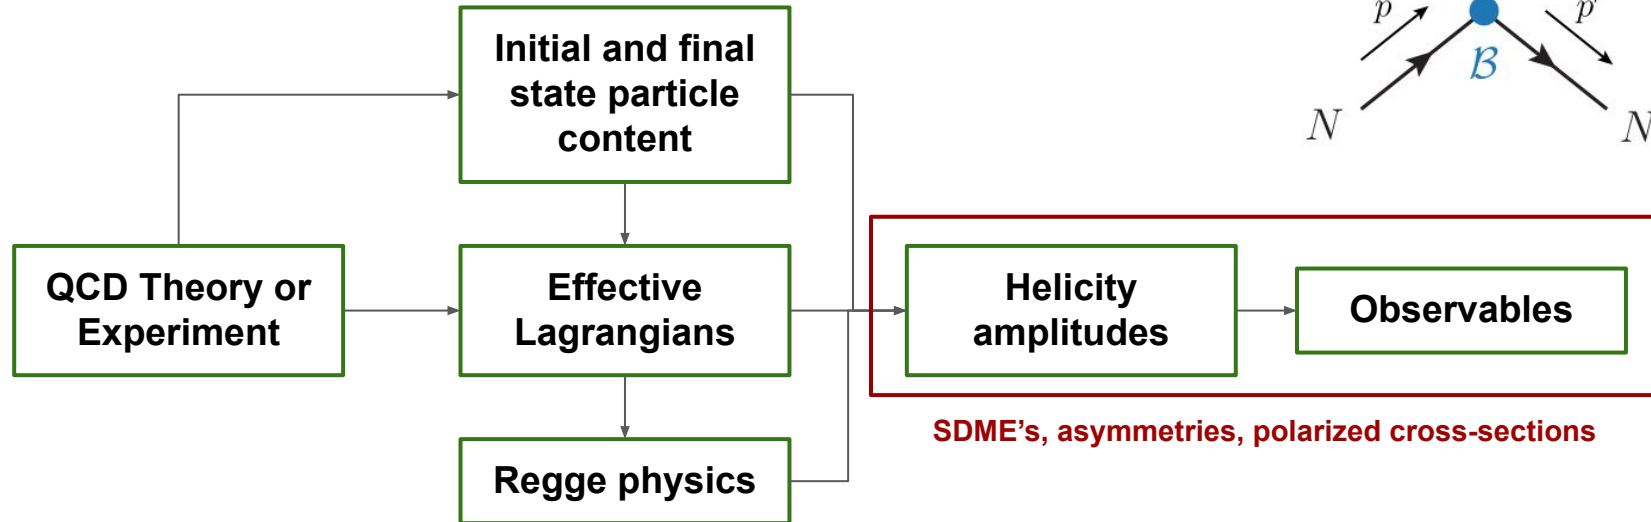 Initial and final
state particle
content
QCD Theory or
Experiment
Effective
Lagrangians
Regge physics
Helicity
amplitudes
Observables
SDME's, asymmetries, polarized cross-sections
p
p'
B
N
N